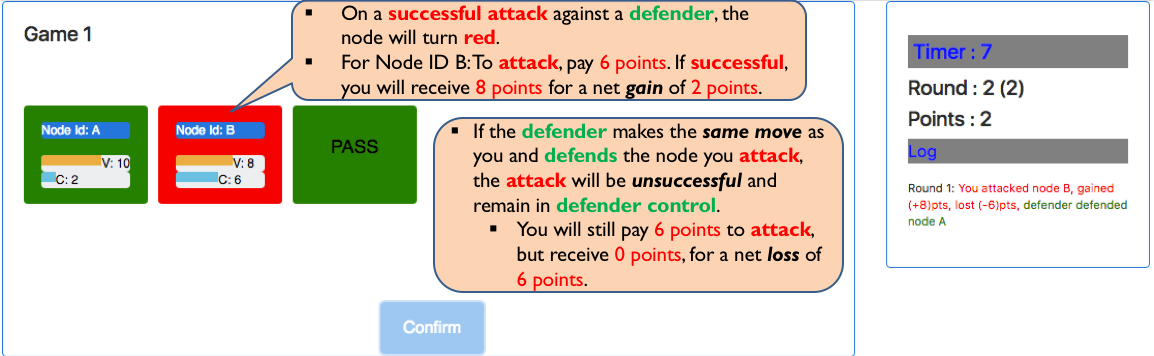 Game 1
▪ On a successful attack against a defender, the
node will turn red.
▪ For Node ID B:To attack, pay 6 points. If successful,
you will receive 8 points for a net gain of 2 points.
Node Id: A
V: 10
C: 2
Node Id: B
V: 8
C: 6
PASS
▪ If the defender makes the same move as
you and defends the node you attack,
the attack will be unsuccessful and
remain in defender control.
▪ You will still pay 6 points to attack,
but receive 0 points, for a net loss of
6 points.
Confirm
Timer : 7
Round : 2 (2)
Points : 2
Log
Round 1: You attacked node B, gained
(+8)pts, lost (-6)pts, defender defended
node A